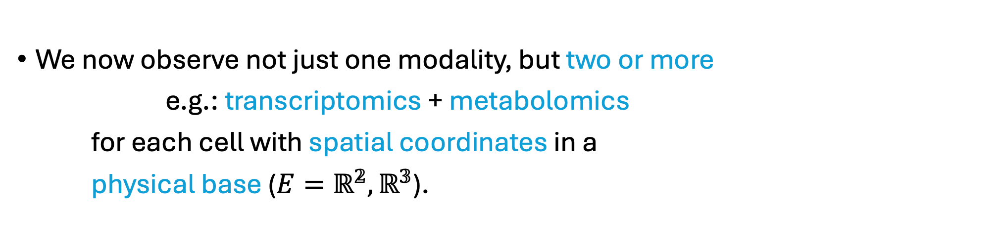 • We now observe not just one modality, but two or more
e.g.: transcriptomics + metabolomics
for each cell with spatial coordinates in a
physical base (E = ℝ², ℝ³).